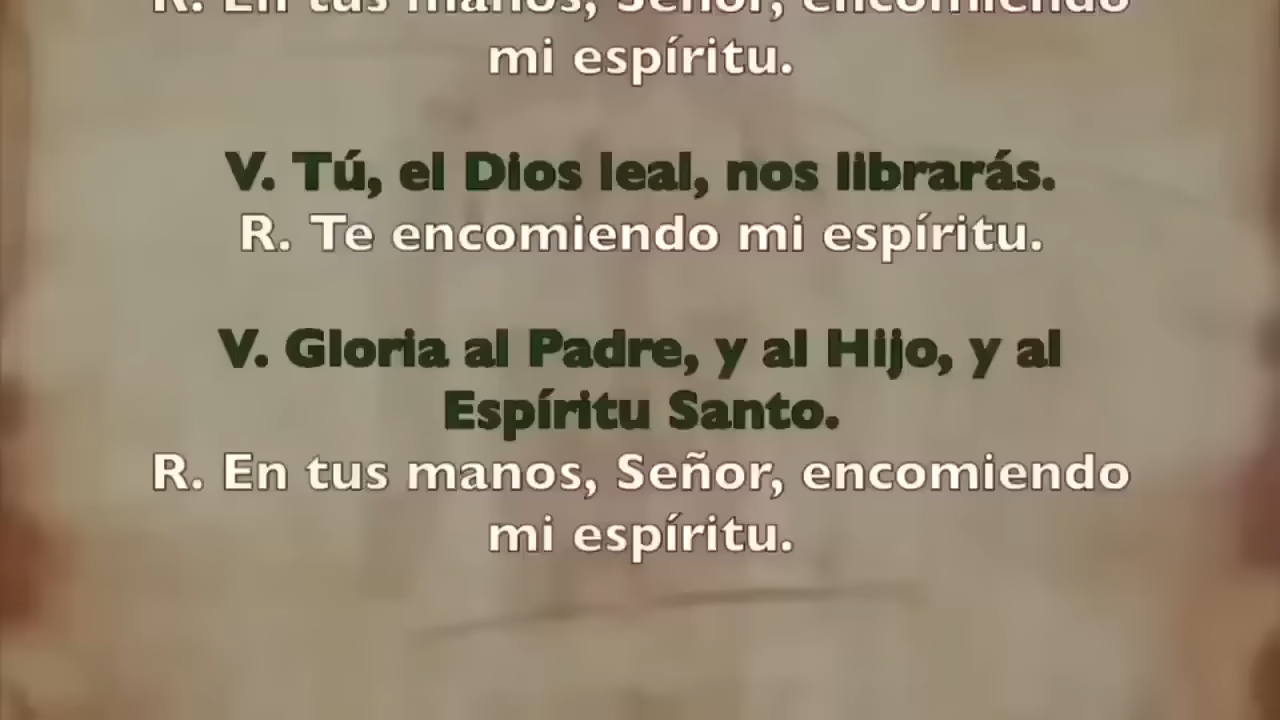 R. En tus manos, Señor, encomiendo
mi espíritu.
V. Tú, el Dios leal, nos librarás.
R. Te encomiendo mi espíritu.
V. Gloria al Padre, y al Hijo, y al
Espíritu Santo.
R. En tus manos, Señor, encomiendo
mi espíritu.